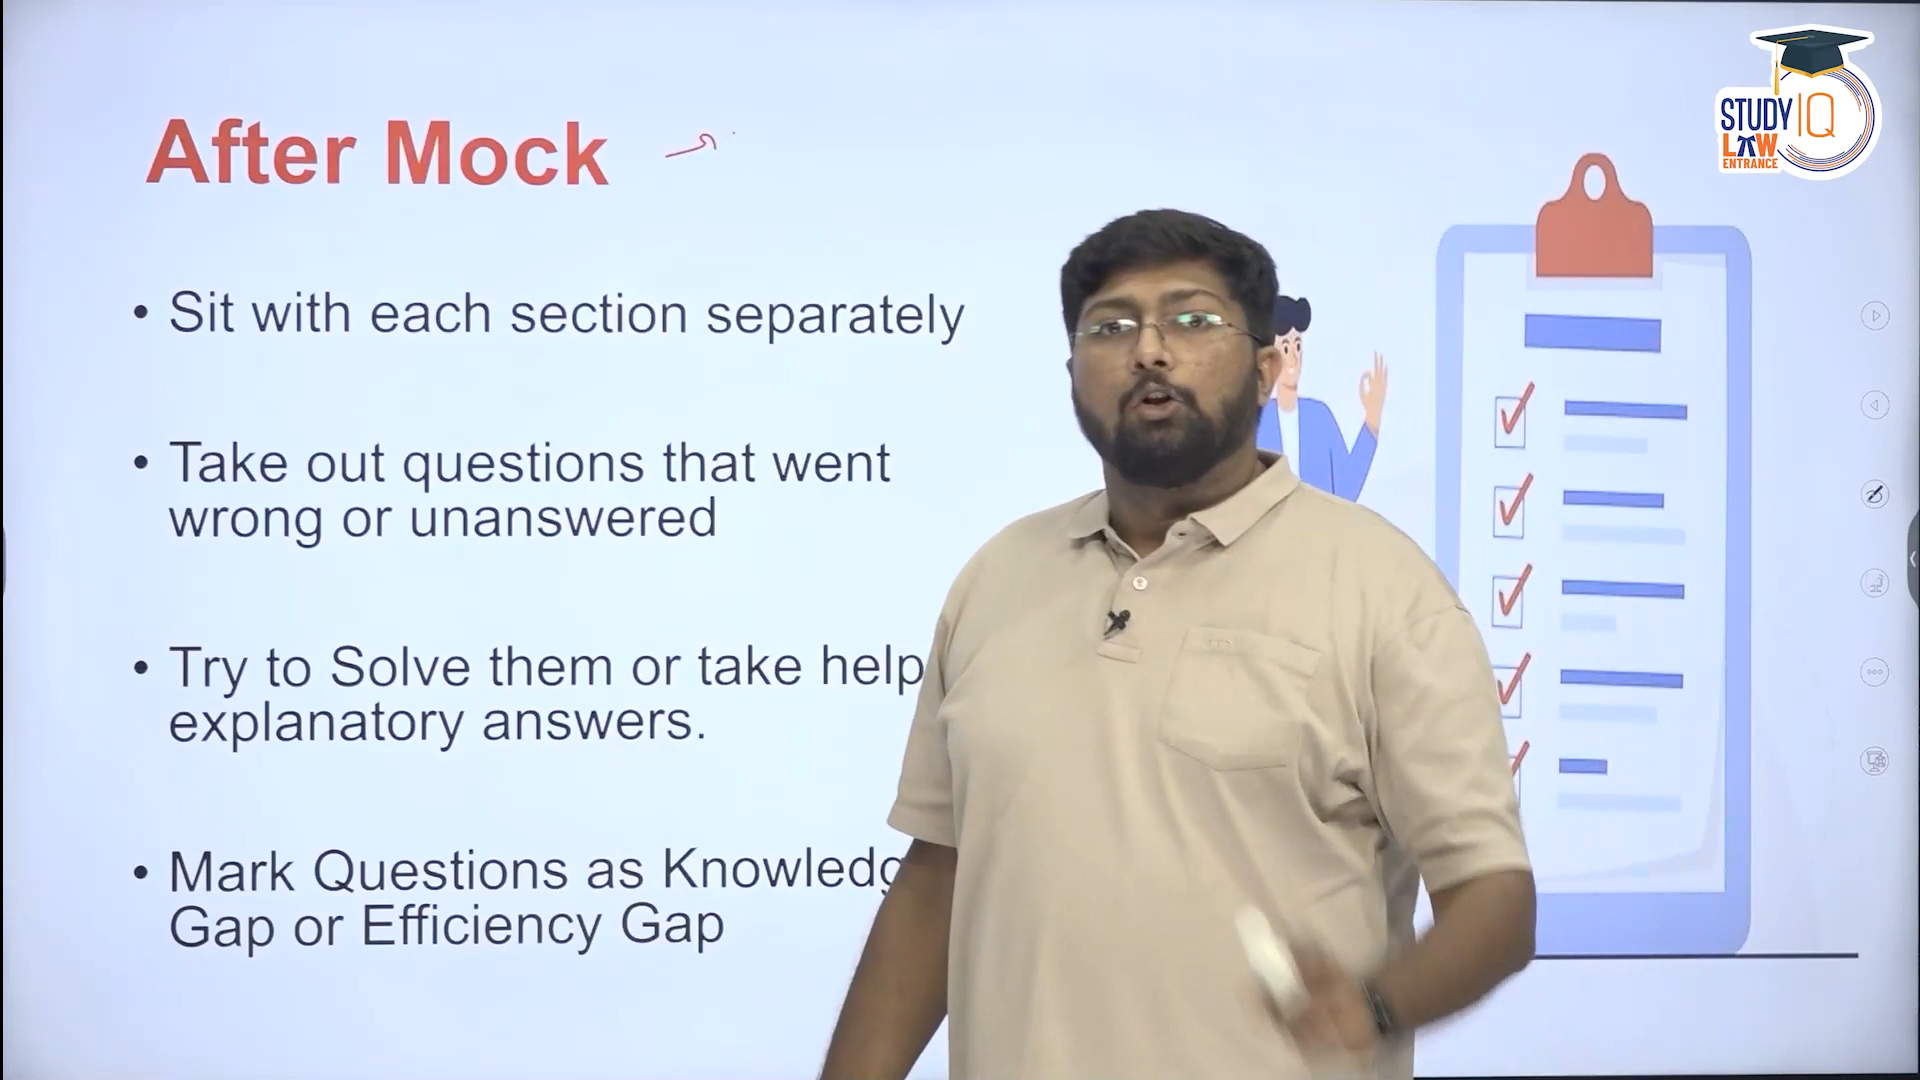 After Mock
• Sit with each section separately
• Take out questions that went
wrong or unanswered
• Try to Solve them or take help
explanatory answers.
• Mark Questions as
Gap or Efficiency Gap
STUDY IQ
LAW
ENTRANCE